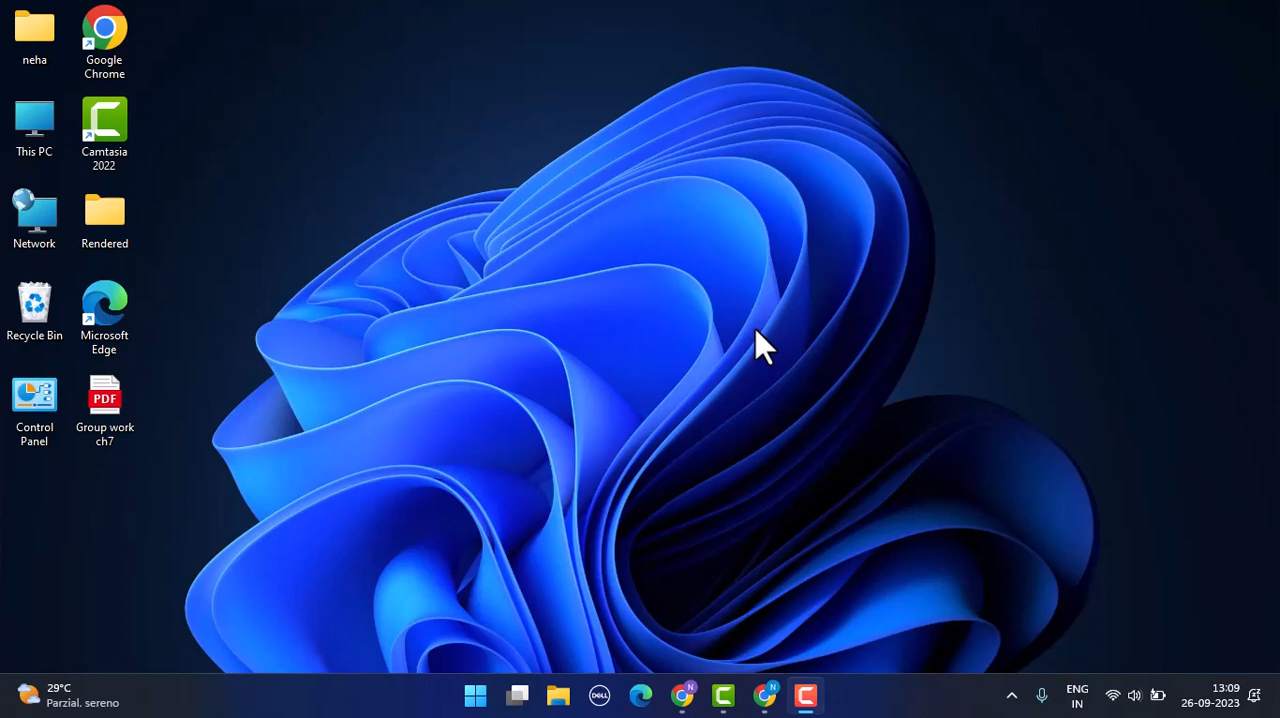 neha
Google
Chrome
This PC
Camtasia
2022
Network
Rendered
Recycle Bin
Microsoft
Edge
Control
Panel
PDF
Group work
ch7
29°C
Parzial. sereno
DELL
N
N
ENG
IN
13:09
26-09-2023